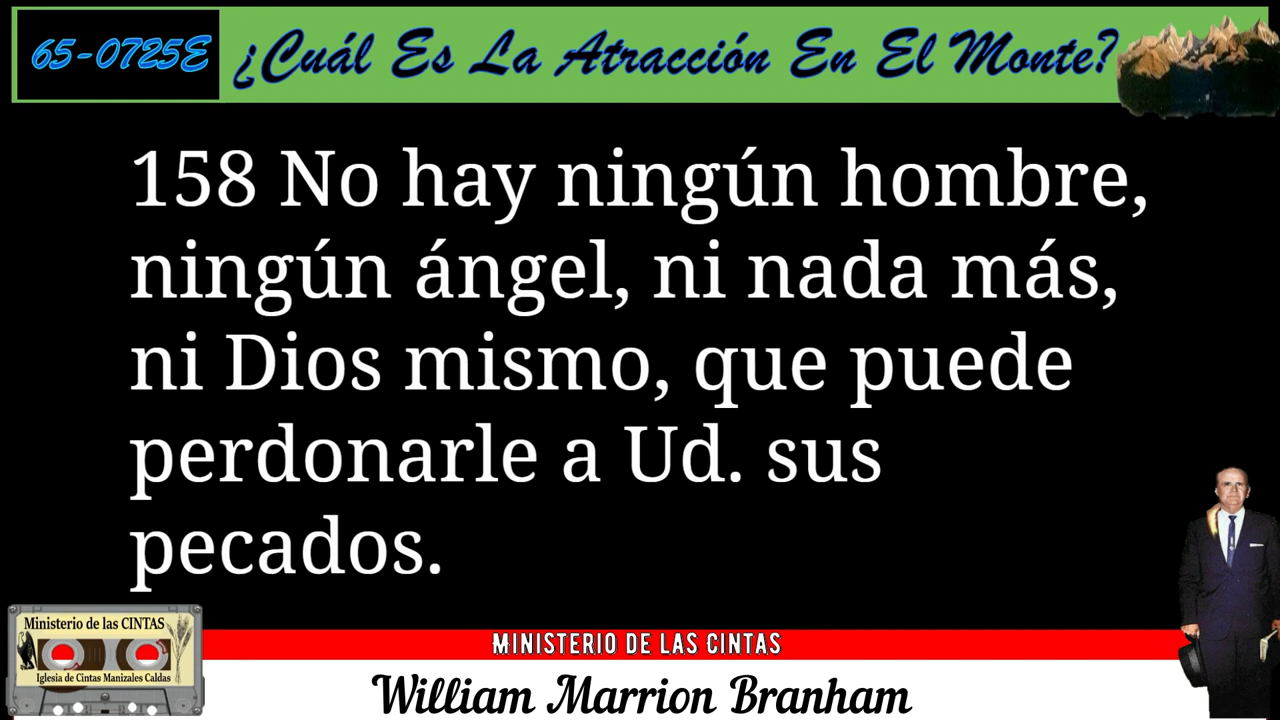 65-0725E ¿Cuál Es La Atracción En El Monte?
158 No hay ningún hombre,
ningún ángel, ni nada más,
ni Dios mismo, que puede
perdonarle a Ud. sus
pecados.
Ministerio de las CINTAS
Iglesia de Cintas Manizales Caldas
MINISTERIO DE LAS CINTAS
William Marrion Branham